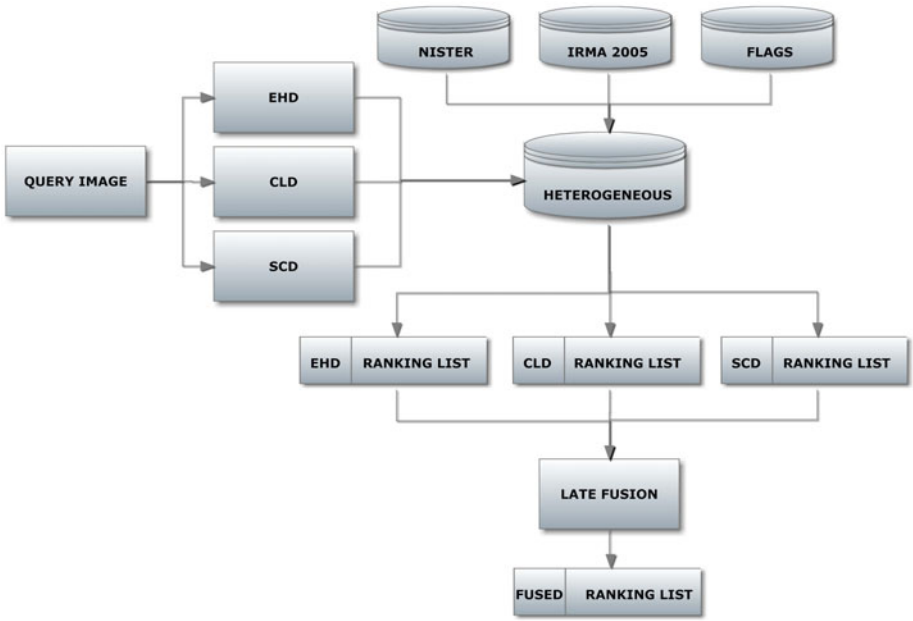 NISTER
IRMA 2005
FLAGS
EHD
QUERY IMAGE
CLD
SCD
HETEROGENEOUS
EHD RANKING LIST
CLD RANKING LIST
SCD RANKING LIST
LATE FUSION
FUSED RANKING LIST